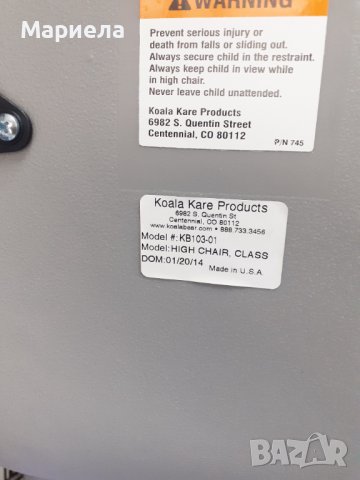 Мариела
WARNING
Prevent serious injury or
death from falls or sliding out.
Always secure child in the restraint.
Always keep child in view while
in high chair.
Never leave child unattended.
Koala Kare Products
6982 S. Quentin Street
Centennial, CO 80112
P/N 745
Koala Kare Products
6982 S. Quentin St
Centennial, CO 80112
www.koalabear.com • 888.733.3456
Model #: KB103-01
Model: HIGH CHAIR, CLASS
DOM: 01/20/14
Made in U.S.A.
bazar